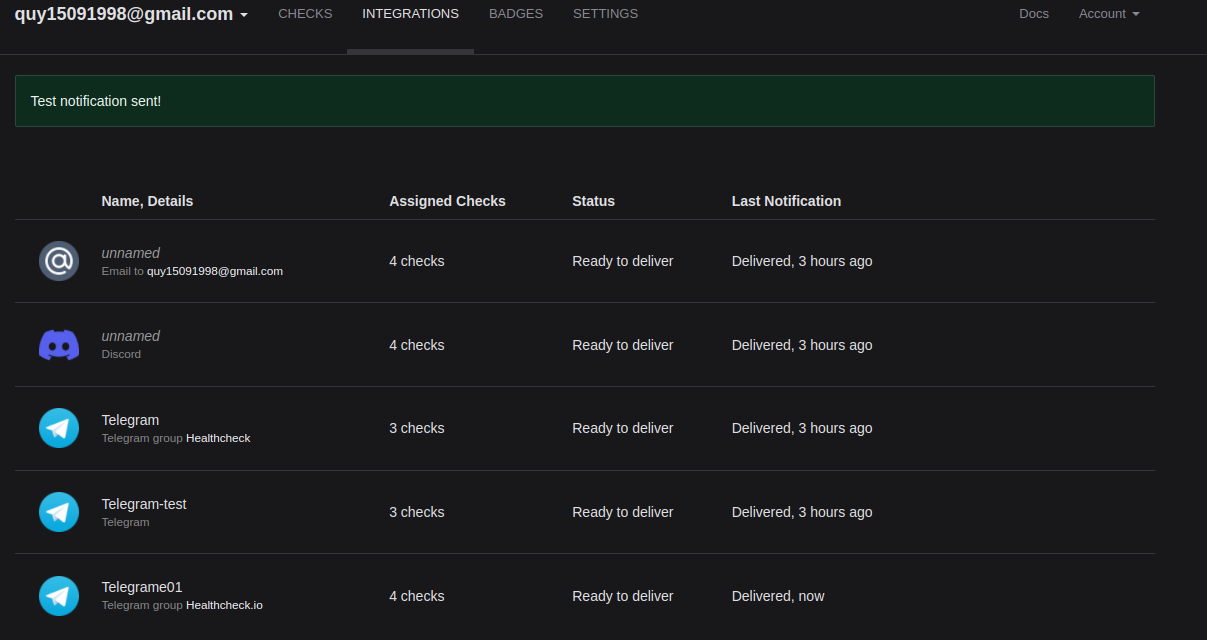 quy15091998@gmail.com CHECKS INTEGRATIONS BADGES SETTINGS Docs Account
Test notification sent!
Name, Details Assigned Checks Status Last Notification
unnamed
Email to quy15091998@gmail.com
4 checks Ready to deliver Delivered, 3 hours ago
unnamed
Discord
4 checks Ready to deliver Delivered, 3 hours ago
Telegram
Telegram group Healthcheck
3 checks Ready to deliver Delivered, 3 hours ago
Telegram-test
Telegram
3 checks Ready to deliver Delivered, 3 hours ago
Telegrame01
Telegram group Healthcheck.io
4 checks Ready to deliver Delivered, now